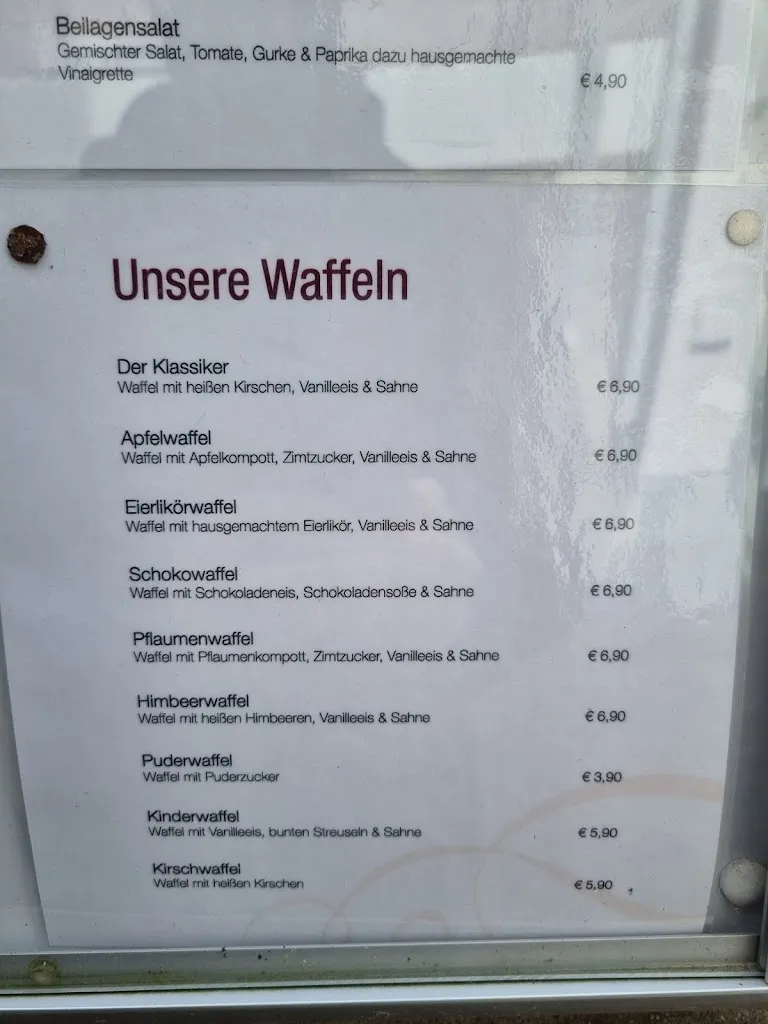 Beilagensalat
Gemischter Salat, Tomate, Gurke & Paprika dazu hausgemachte
Vinaigrette
€ 4,90
Unsere Waffeln
Der Klassiker
Waffel mit heißen Kirschen, Vanilleeis & Sahne € 6,90
Apfelwaffel
Waffel mit Apfelkompott, Zimtzucker, Vanilleeis & Sahne € 6,90
Eierlikörwaffel
Waffel mit hausgemachtem Eierlikör, Vanilleeis & Sahne € 6,90
Schokowaffel
Waffel mit Schokoladeneis, Schokoladensoße & Sahne € 6,90
Pflaumenwaffel
Waffel mit Pflaumenkompott, Zimtzucker, Vanilleeis & Sahne € 6,90
Himbeerwaffel
Waffel mit heißen Himbeeren, Vanilleeis & Sahne € 6,90
Puderwaffel
Waffel mit Puderzucker € 3,90
Kinderwaffel
Waffel mit Vanilleeis, bunten Streuseln & Sahne € 5,90
Kirschwaffel
Waffel mit heißen Kirschen € 5,90